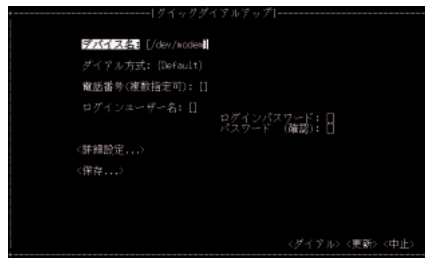 クイックダイアルアップ
デバイス名: [/dev/modem]
ダイアル方式: (Default)
電話番号(複数指定可): []
ログインユーザー名: []
ログインパスワード: []
パスワード (確認): []
<詳細設定...>
<保存...>
<ダイアル> <更新> <中止>